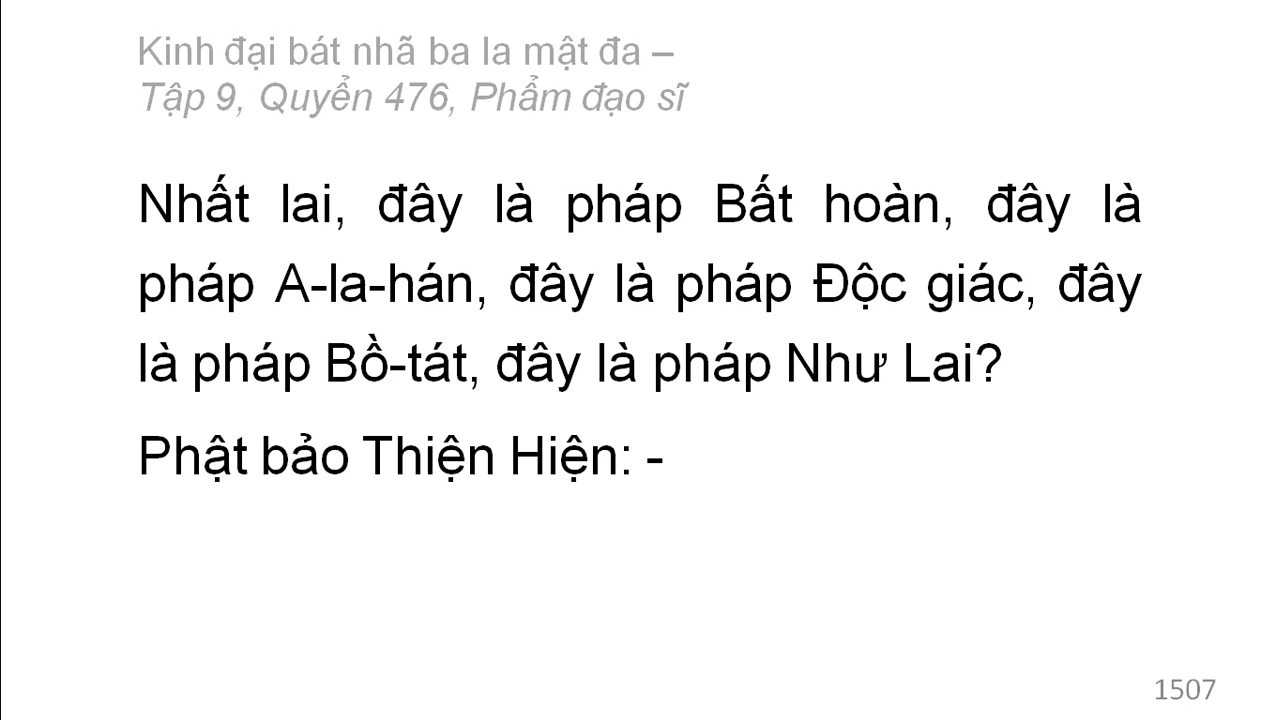 Kinh đại bát nhã ba la mật đa –
Tập 9, Quyển 476, Phẩm đạo sĩ
Nhất lai, đây là pháp Bất hoàn, đây là
pháp A-la-hán, đây là pháp Độc giác, đây
là pháp Bồ-tát, đây là pháp Như Lai?
Phật bảo Thiện Hiện: -
1507